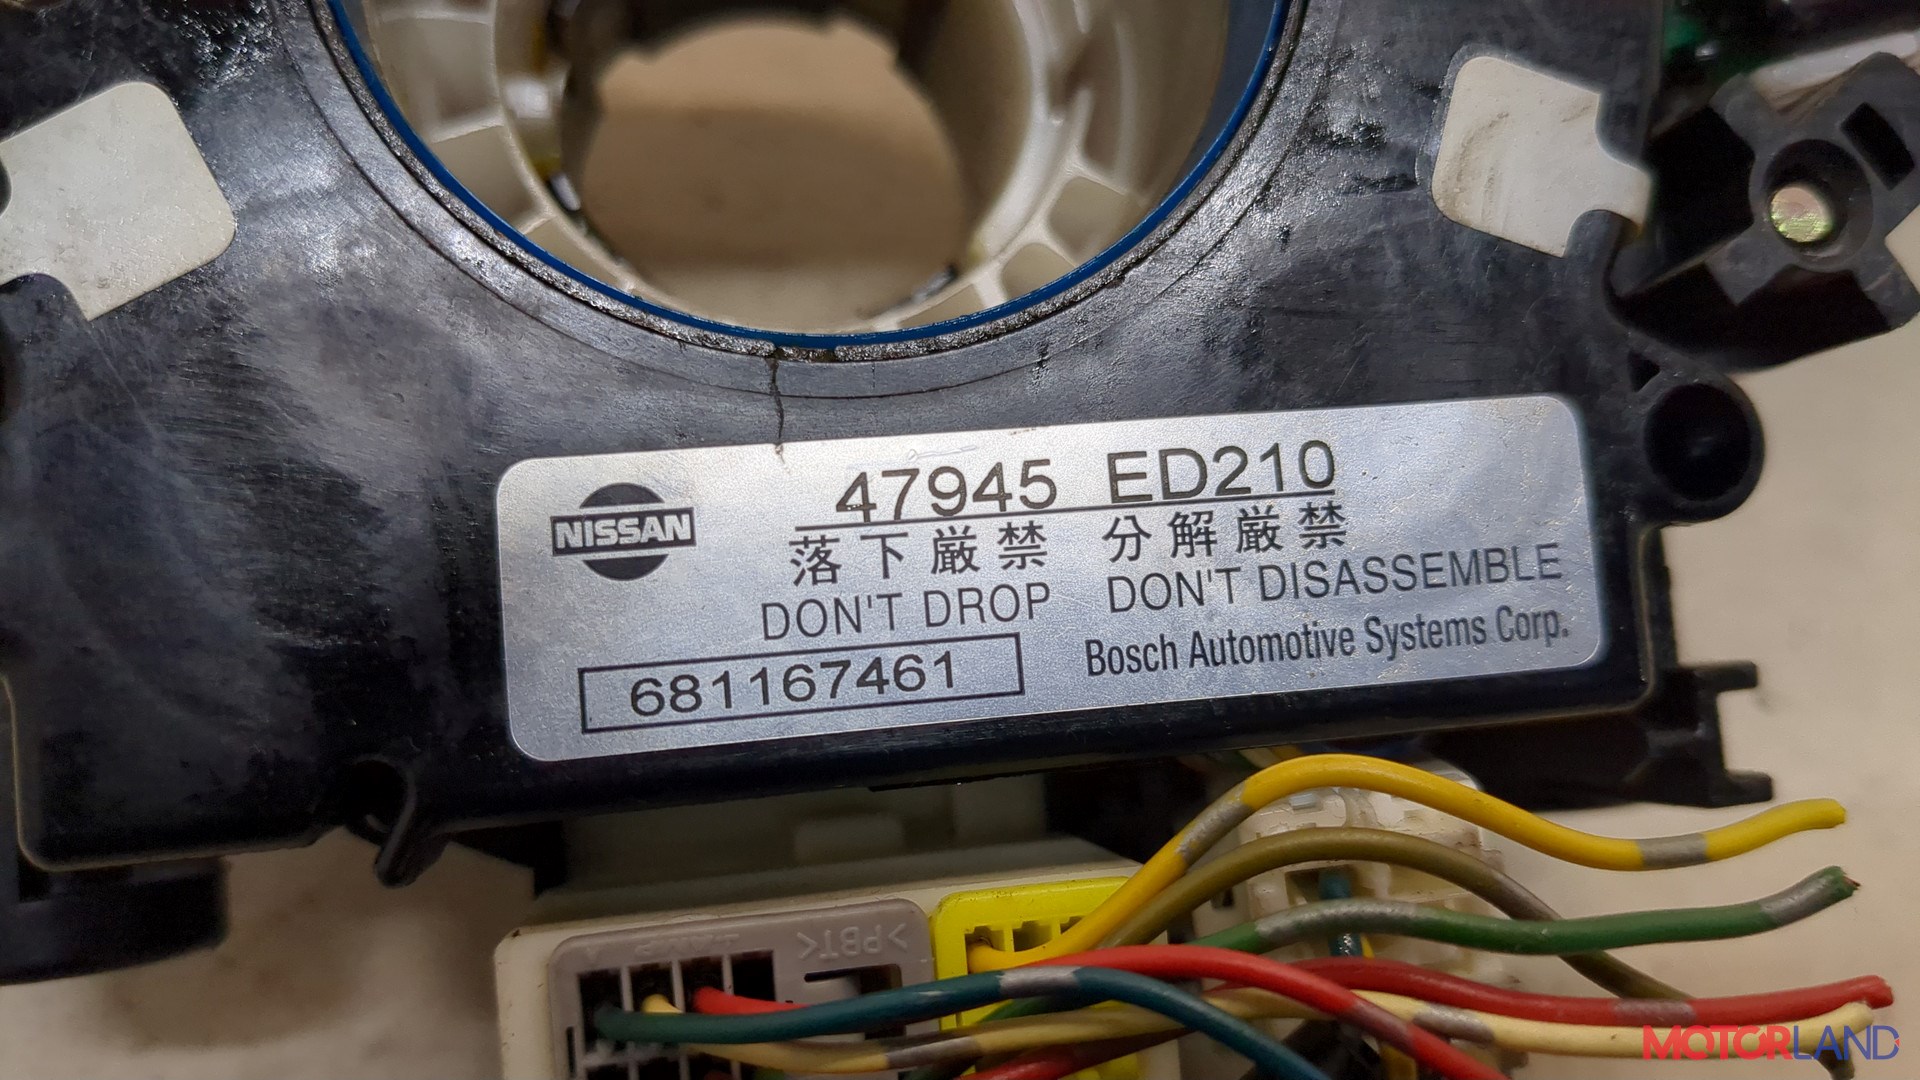 NISSAN
47945 ED210
落下厳禁 分解厳禁
DON'T DROP DON'T DISASSEMBLE
681167461 Bosch Automotive Systems Corp.
>PBT<
MOTORLAND